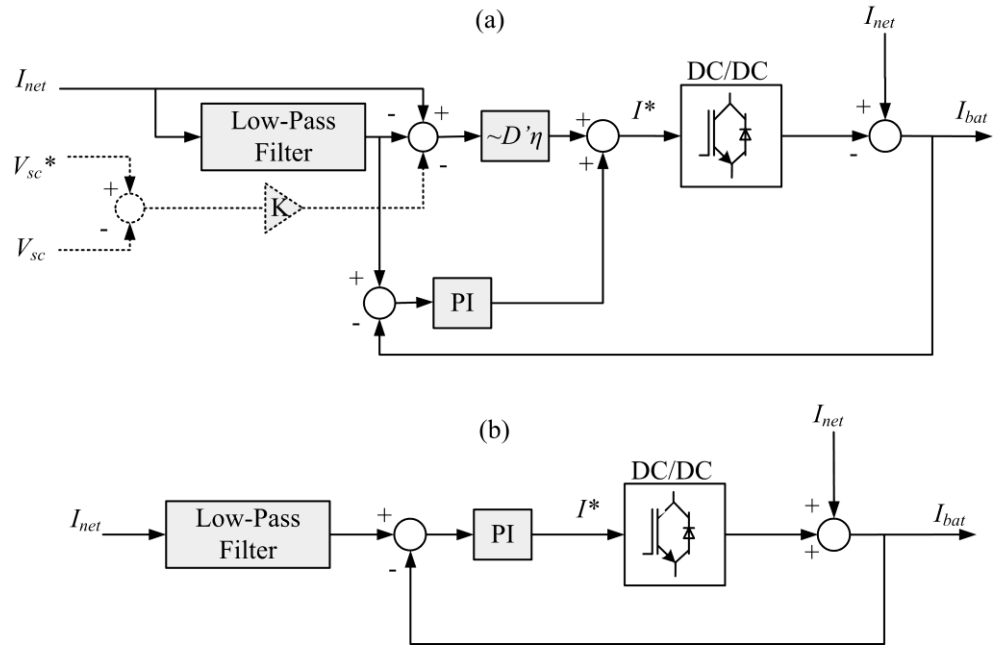 (a)
I_net
I_net
DC/DC
Low-Pass
Filter
-
+
-
~D'η
+
+
I*
+
-
I_bat
V_sc*
+
-
K
V_sc
+
-
PI
(b)
I_net
DC/DC
I_net
Low-Pass
Filter
+
-
PI
I*
+
+
I_bat